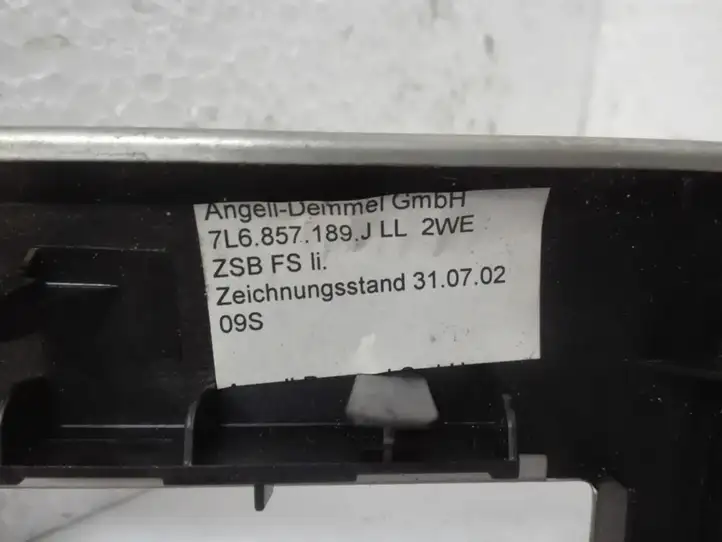 Angell-Demmel GmbH
7L6.857.189.J LL 2WE
ZSB FS li.
Zeichnungsstand 31.07.02
09S